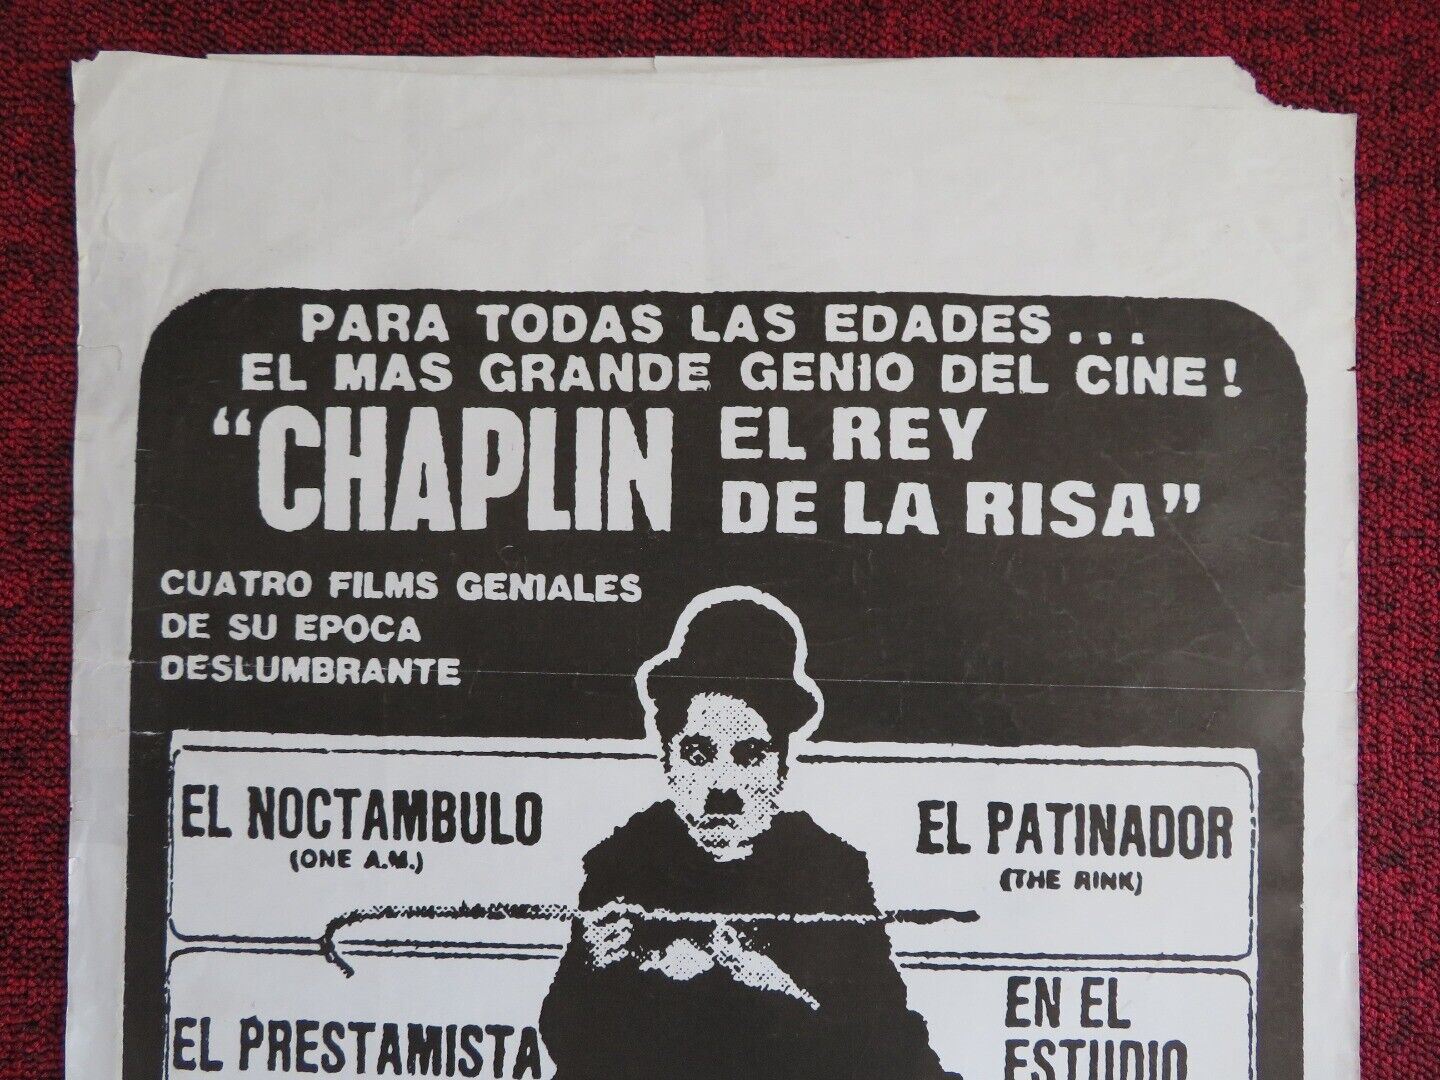 PARA TODAS LAS EDADES...
EL MAS GRANDE GENIO DEL CINE!
"CHAPLIN EL REY
DE LA RISA"
CUATRO FILMS GENIALES
DE SU EPOCA
DESLUMBRANTE
EL NOCTAMBULO
(ONE A.M.)
EL PATINADOR
(THE RINK)
EL PRESTAMISTA
EN EL
ESTUDIO